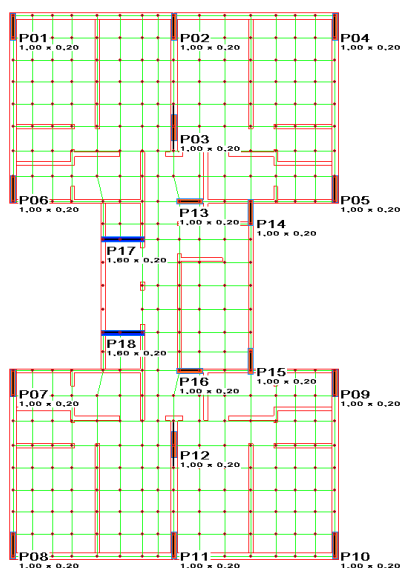 P01
1,00 x 0,20
P02
1,00 x 0,20
P04
1,00 x 0,20
P03
1,00 x 0,20
P06
1,00 x 0,20
P13
1,00 x 0,20
P05
1,00 x 0,20
P14
1,00 x 0,20
P17
1,60 x 0,20
P18
1,60 x 0,20
P07
1,00 x 0,20
P16
1,00 x 0,20
P15
1,00 x 0,20
P09
1,00 x 0,20
P12
1,00 x 0,20
P08
1,00 x 0,20
P11
1,00 x 0,20
P10
1,00 x 0,20